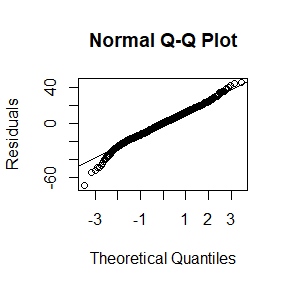 Normal Q-Q Plot
Residuals
40
0
-60
-3
-1
1
2
3
Theoretical Quantiles